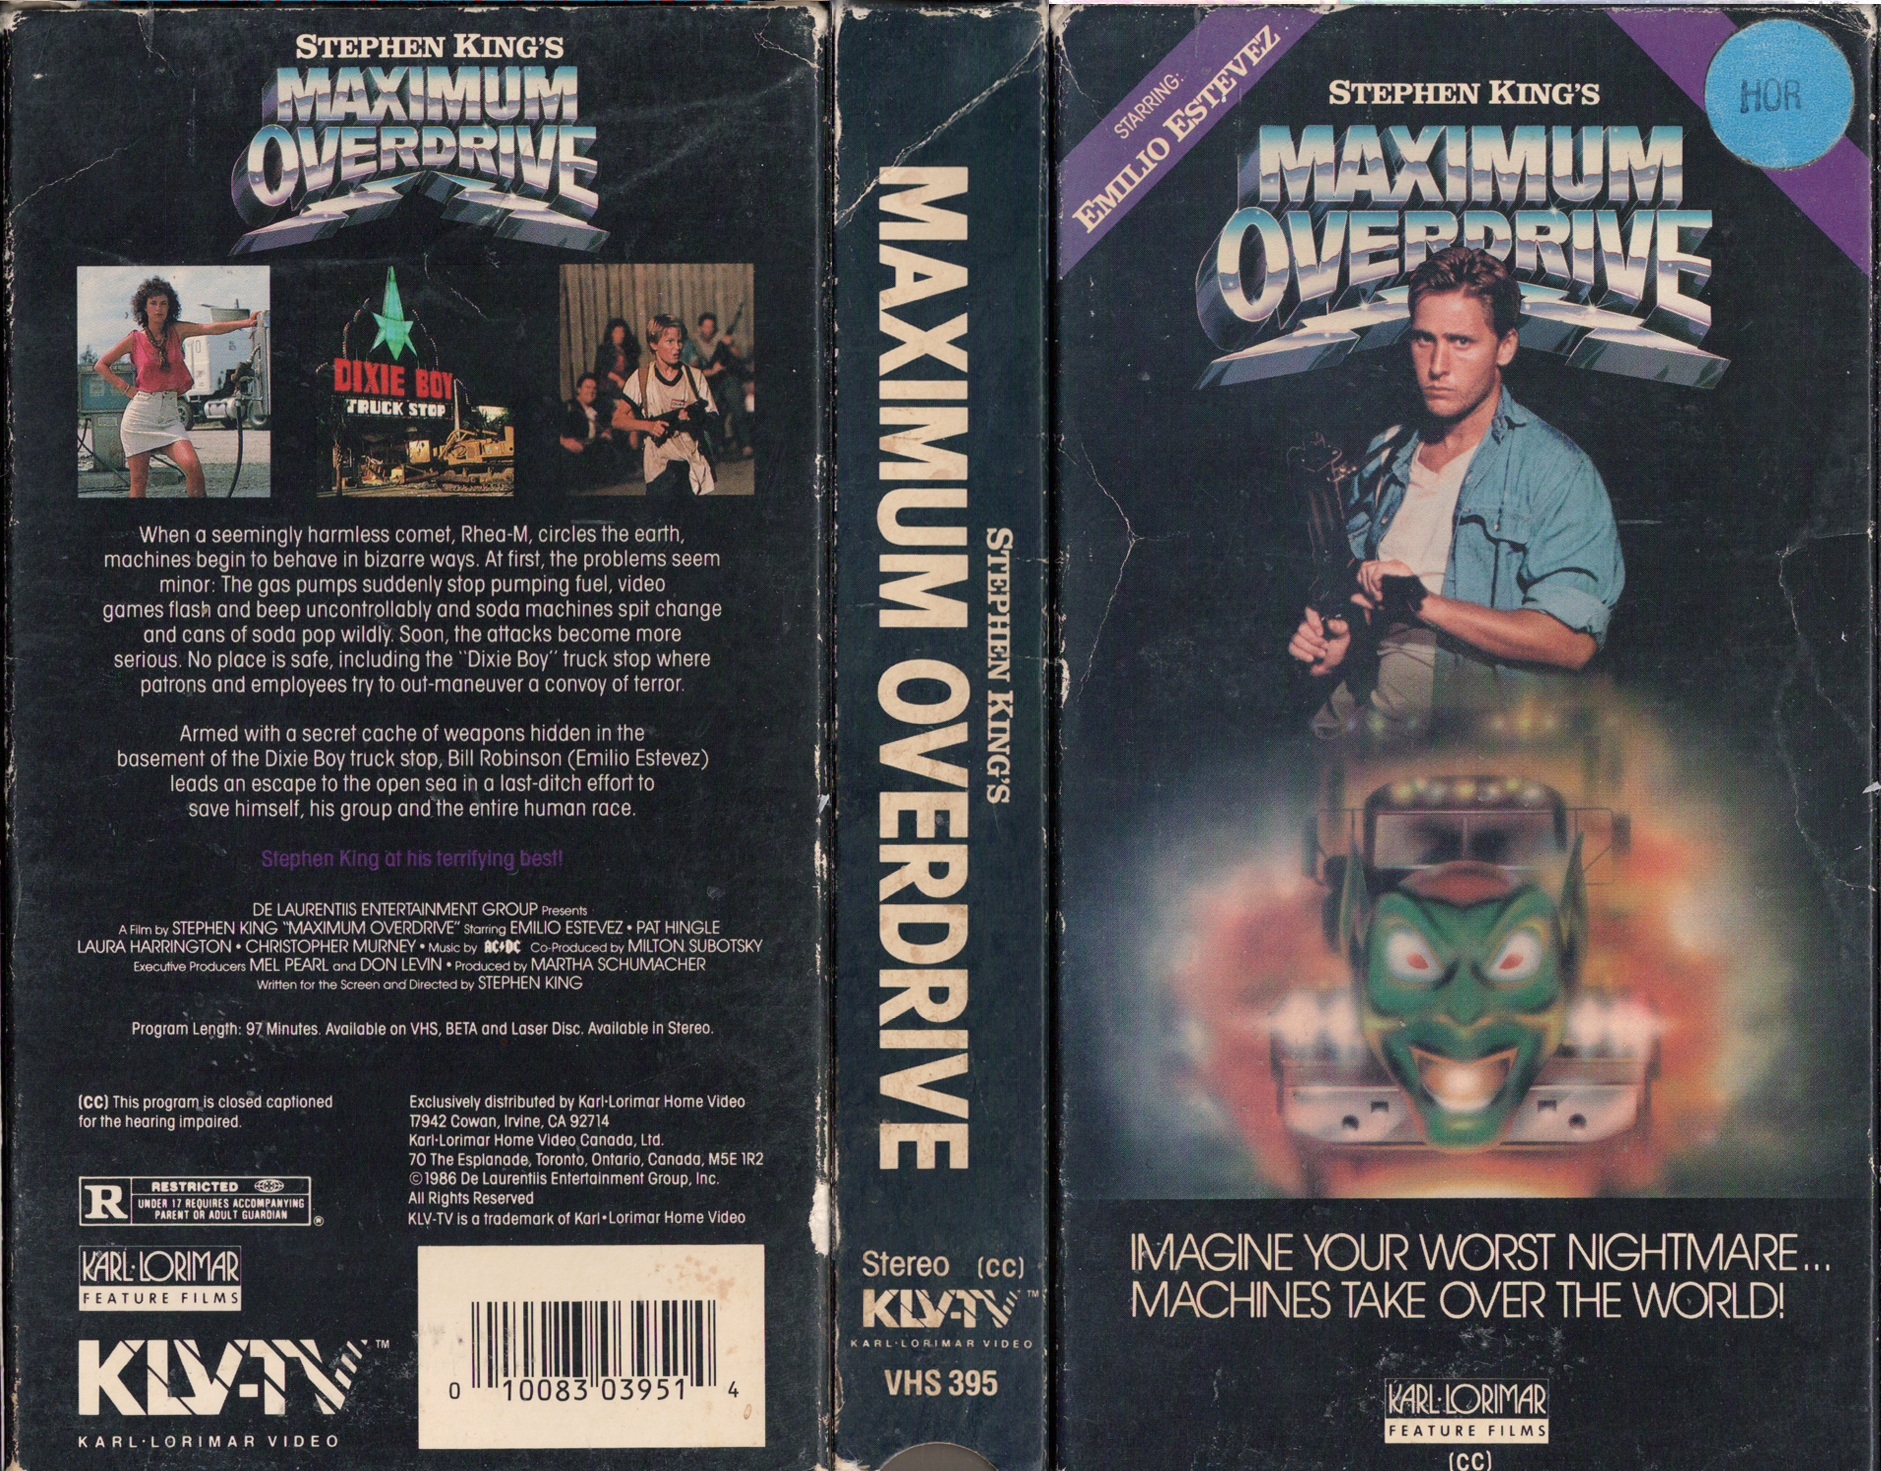 STEPHEN KING'S
MAXIMUM
OVERDRIVE
DIXIE BOY
TRUCK STOP
When a seemingly harmless comet, Rhea-M, circles the earth,
machines begin to behave in bizarre ways. At first, the problems seem
minor: The gas pumps suddenly stop pumping fuel, video
games flash and beep uncontrollably and soda machines spit change
and cans of soda pop wildly. Soon, the attacks become more
serious. No place is safe, including the "Dixie Boy" truck stop where
patrons and employees try to out-maneuver a convoy of terror.
Armed with a secret cache of weapons hidden in the
basement of the Dixie Boy truck stop, Bill Robinson (Emilio Estevez)
leads an escape to the open sea in a last-ditch effort to
save himself, his group and the entire human race.
Stephen King at his terrifying best!
DE LAURENTIIS ENTERTAINMENT GROUP Presents
A Film by STEPHEN KING "MAXIMUM OVERDRIVE" Starring EMILIO ESTEVEZ • PAT HINGLE
LAURA HARRINGTON • CHRISTOPHER MURNEY • Music by AC⚡DC Co-Produced by MILTON SUBOTSKY
Executive Producers MEL PEARL and DON LEVIN • Produced by MARTHA SCHUMACHER
Written for the Screen and Directed by STEPHEN KING
Program Length: 97 Minutes. Available on VHS, BETA and Laser Disc. Available in Stereo.
(CC) This program is closed captioned
for the hearing impaired.
Exclusively distributed by Karl•Lorimar Home Video
17942 Cowan, Irvine, CA 92714
Karl•Lorimar Home Video Canada, Ltd.
70 The Esplanade, Toronto, Ontario, Canada, M5E 1R2
©1986 De Laurentiis Entertainment Group, Inc.
All Rights Reserved
KLV-TV is a trademark of Karl•Lorimar Home Video
R RESTRICTED
UNDER 17 REQUIRES ACCOMPANYING
PARENT OR ADULT GUARDIAN ®
KARL·LORIMAR
FEATURE FILMS
KLV-TV ™
KARL·LORIMAR VIDEO
0 10083 03951 4
STEPHEN KING'S
MAXIMUM OVERDRIVE
Stereo (CC)
KLV-TV ™
KARL·LORIMAR VIDEO
VHS 395
STARRING:
EMILIO ESTEVEZ
HOR
STEPHEN KING'S
MAXIMUM
OVERDRIVE
IMAGINE YOUR WORST NIGHTMARE...
MACHINES TAKE OVER THE WORLD!
KARL·LORIMAR
FEATURE FILMS
(CC)